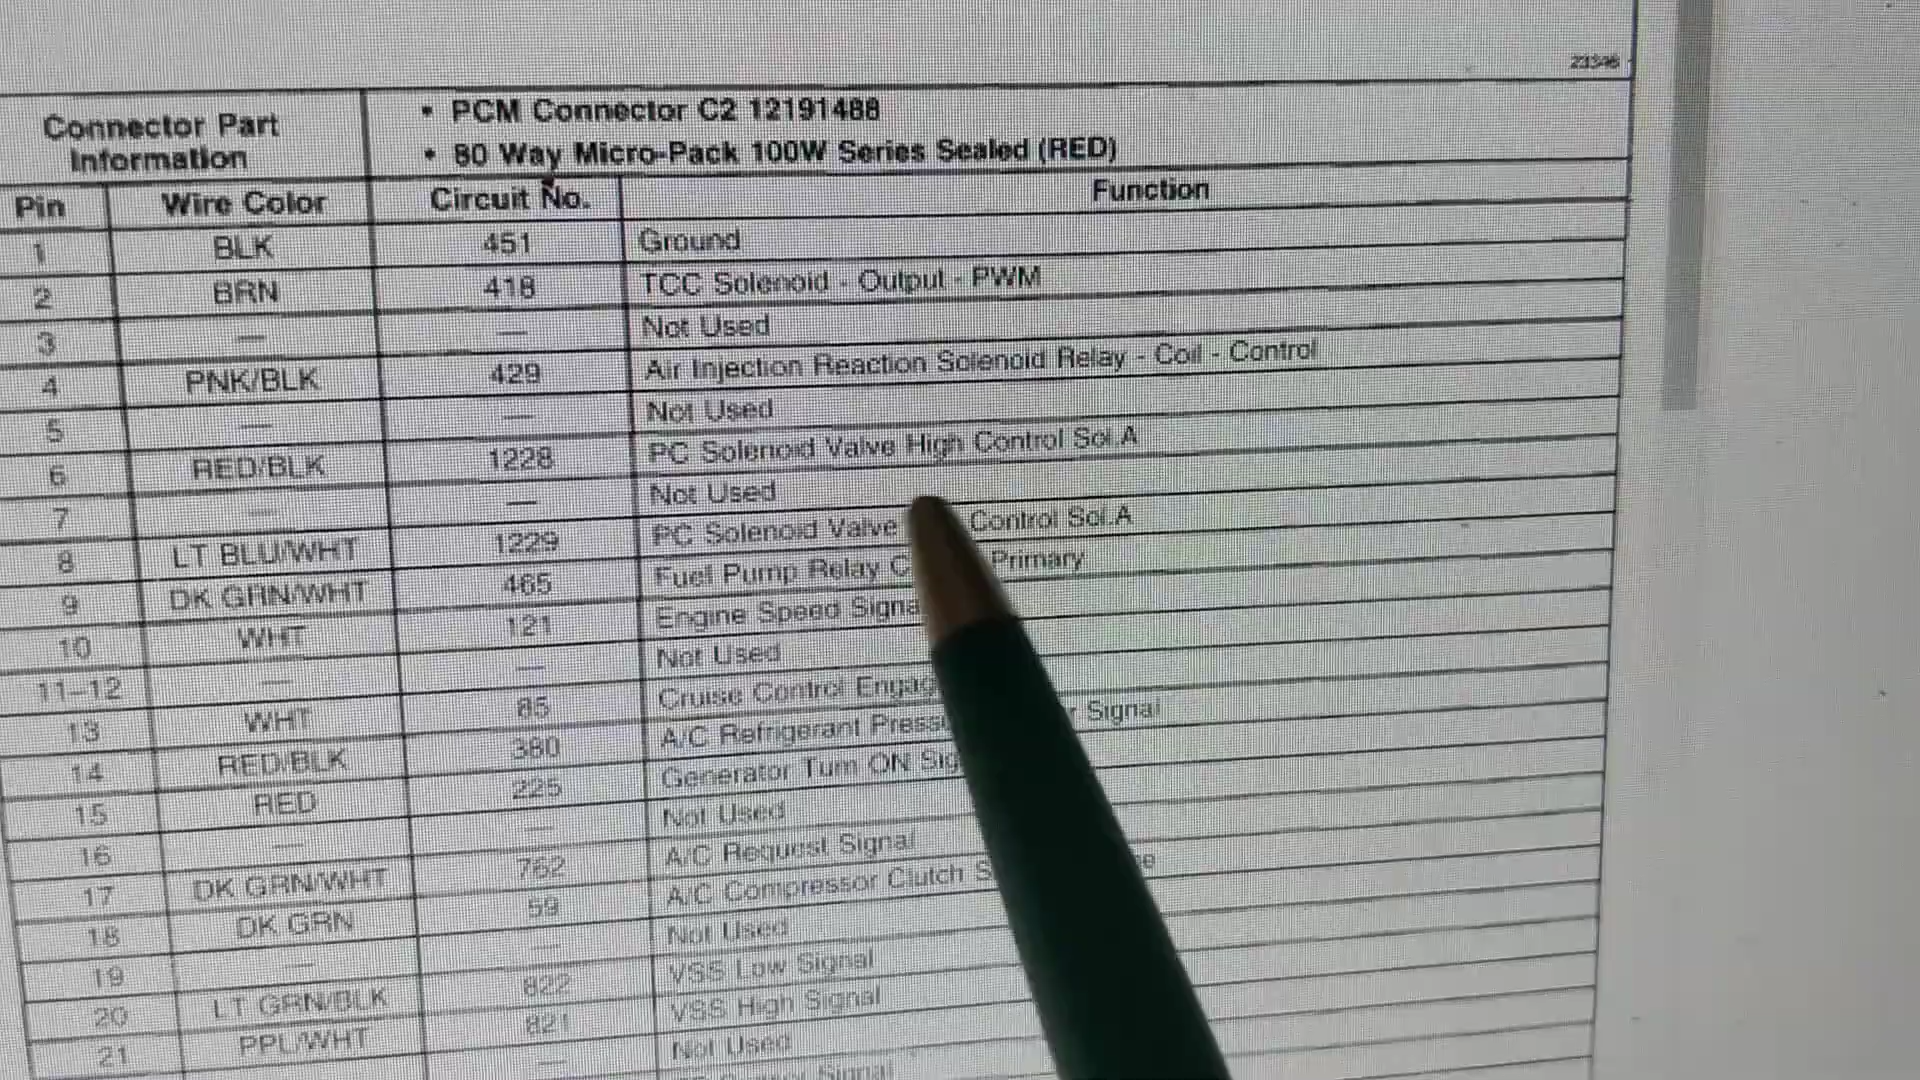 23346
Connector Part Information
• PCM Connector C2 12191488
• 80 Way Micro-Pack 100W Series Sealed (RED)
Pin Wire Color Circuit No. Function
1 BLK 451 Ground
2 BRN 418 TCC Solenoid - Output - PWM
3 — — Not Used
4 PNK/BLK 429 Air Injection Reaction Solenoid Relay - Coil - Control
5 — — Not Used
6 RED/BLK 1228 PC Solenoid Valve High Control Sol.A
7 — — Not Used
8 LT BLU/WHT 1229 PC Solenoid Valve Control Sol.A
9 DK GRN/WHT 465 Fuel Pump Relay Primary
10 WHT 121 Engine Speed Signal
11–12 — — Not Used
13 WHT 85 Cruise Control
14 RED/BLK 380 A/C Refrigerant Signal
15 RED 225 Generator Turn ON
16 — — Not Used
17 DK GRN/WHT 762 A/C Request Signal
18 DK GRN 59 A/C Compressor Clutch
19 — — Not Used
20 LT GRN/BLK 822 VSS Low Signal
21 PPL/WHT 821 VSS High Signal
— Not Used
Signal